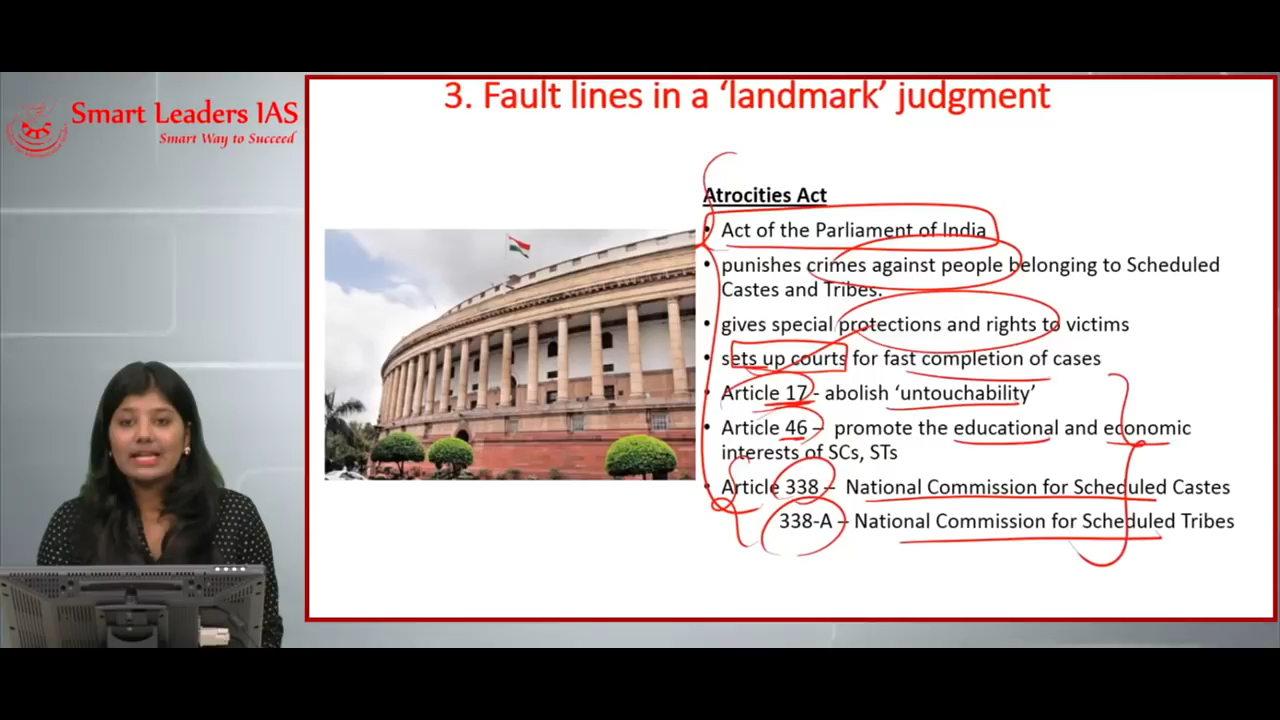 Smart Leaders IAS
Smart Way to Succeed
3. Fault lines in a ‘landmark’ judgment
Atrocities Act
• Act of the Parliament of India
• punishes crimes against people belonging to Scheduled
Castes and Tribes.
• gives special protections and rights to victims
• sets up courts for fast completion of cases
• Article 17 - abolish ‘untouchability’
• Article 46 – promote the educational and economic
interests of SCs, STs
• Article 338 – National Commission for Scheduled Castes
338-A – National Commission for Scheduled Tribes